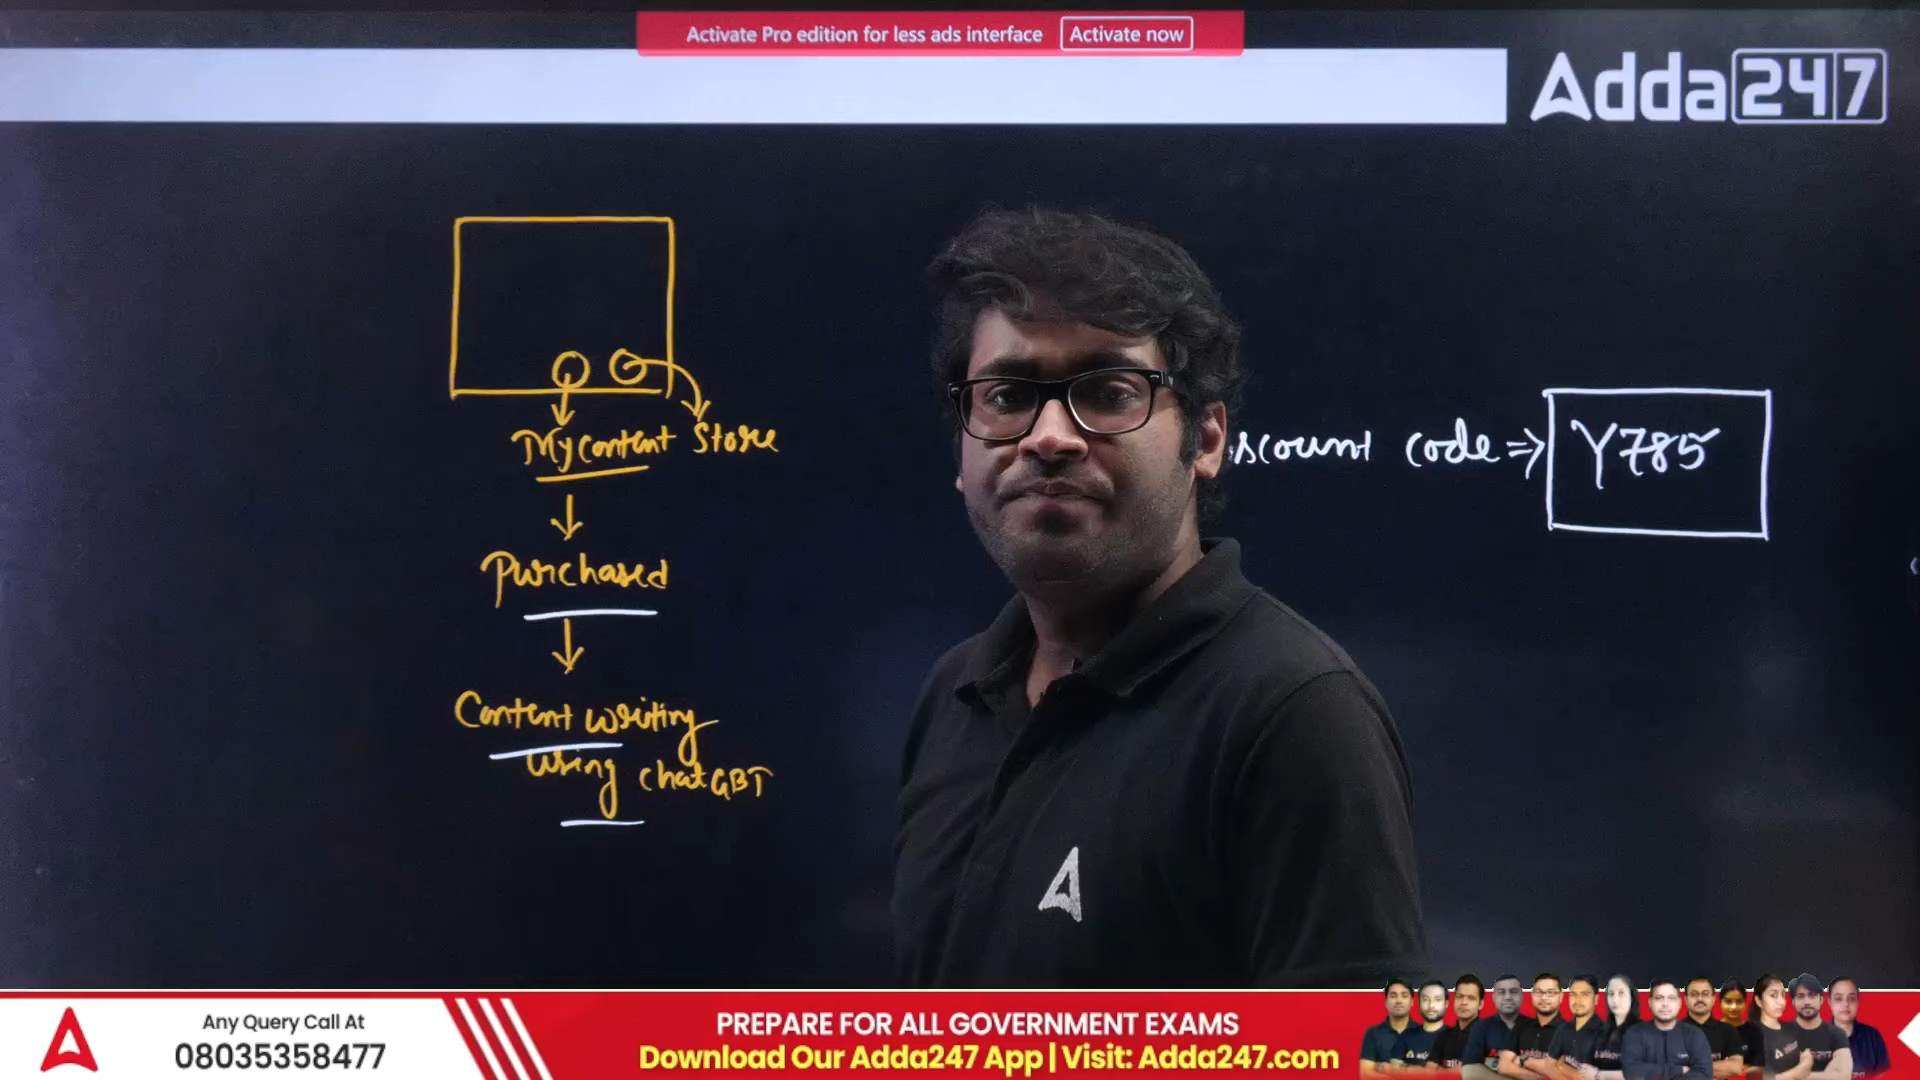 Activate Pro edition for less ads interface Activate now
Adda247
My content Store
Purchased
Content writing
using chatGBT
scount code => Y785
Any Query Call At
08035358477
PREPARE FOR ALL GOVERNMENT EXAMS
Download Our Adda247 App | Visit: Adda247.com